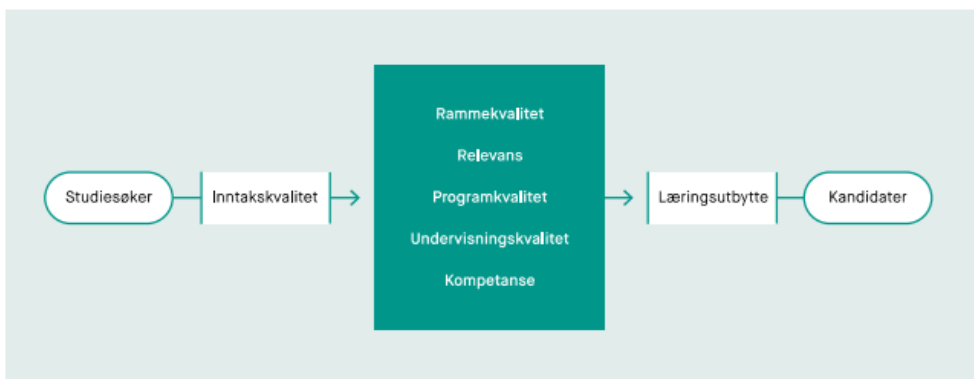 Studiesøker
Inntakskvalitet
Rammekvalitet
Relevans
Programkvalitet
Undervisningskvalitet
Kompetanse
Læringsutbytte
Kandidater